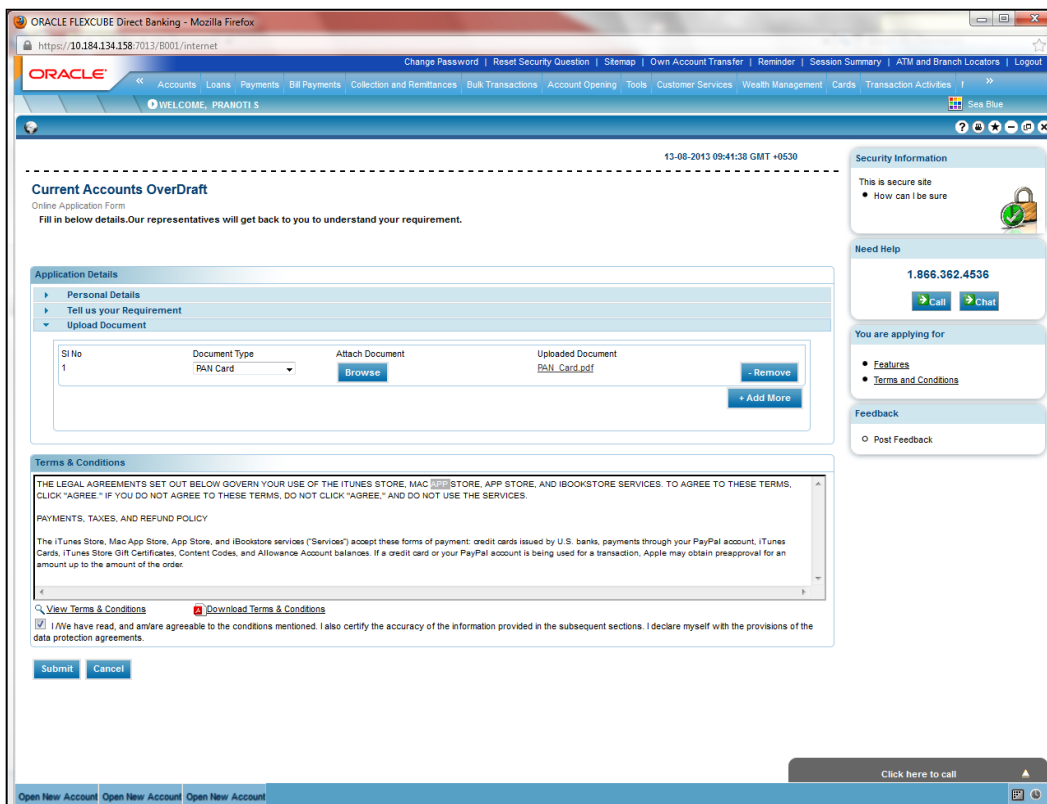 ORACLE FLEXCUBE Direct Banking - Mozilla Firefox
https://10.184.134.158:7013/B001/internet
Change Password | Reset Security Question | Sitemap | Own Account Transfer | Reminder | Session Summary | ATM and Branch Locators | Logout
ORACLE
« Accounts Loans Payments Bill Payments Collection and Remittances Bulk Transactions Account Opening Tools Customer Services Wealth Management Cards Transaction Activities »
WELCOME, PRANOTI S
Sea Blue
13-08-2013 09:41:38 GMT +0530
Current Accounts OverDraft
Online Application Form
Fill in below details.Our representatives will get back to you to understand your requirement.
Application Details
Personal Details
Tell us your Requirement
Upload Document
Sl No Document Type Attach Document Uploaded Document
1 PAN Card Browse PAN_Card.pdf - Remove
+ Add More
Terms & Conditions
THE LEGAL AGREEMENTS SET OUT BELOW GOVERN YOUR USE OF THE ITUNES STORE, MAC APP STORE, APP STORE, AND IBOOKSTORE SERVICES. TO AGREE TO THESE TERMS,
CLICK "AGREE." IF YOU DO NOT AGREE TO THESE TERMS, DO NOT CLICK "AGREE," AND DO NOT USE THE SERVICES.
PAYMENTS, TAXES, AND REFUND POLICY
The iTunes Store, Mac App Store, App Store, and iBookstore services ("Services") accept these forms of payment: credit cards issued by U.S. banks, payments through your PayPal account, iTunes
Cards, iTunes Store Gift Certificates, Content Codes, and Allowance Account balances. If a credit card or your PayPal account is being used for a transaction, Apple may obtain preapproval for an
amount up to the amount of the order.
View Terms & Conditions Download Terms & Conditions
I /We have read, and am/are agreeable to the conditions mentioned. I also certify the accuracy of the information provided in the subsequent sections. I declare myself with the provisions of the
data protection agreements.
Submit Cancel
Security Information
This is secure site
How can I be sure
Need Help
1.866.362.4536
Call Chat
You are applying for
Features
Terms and Conditions
Feedback
Post Feedback
Click here to call
Open New Account Open New Account Open New Account